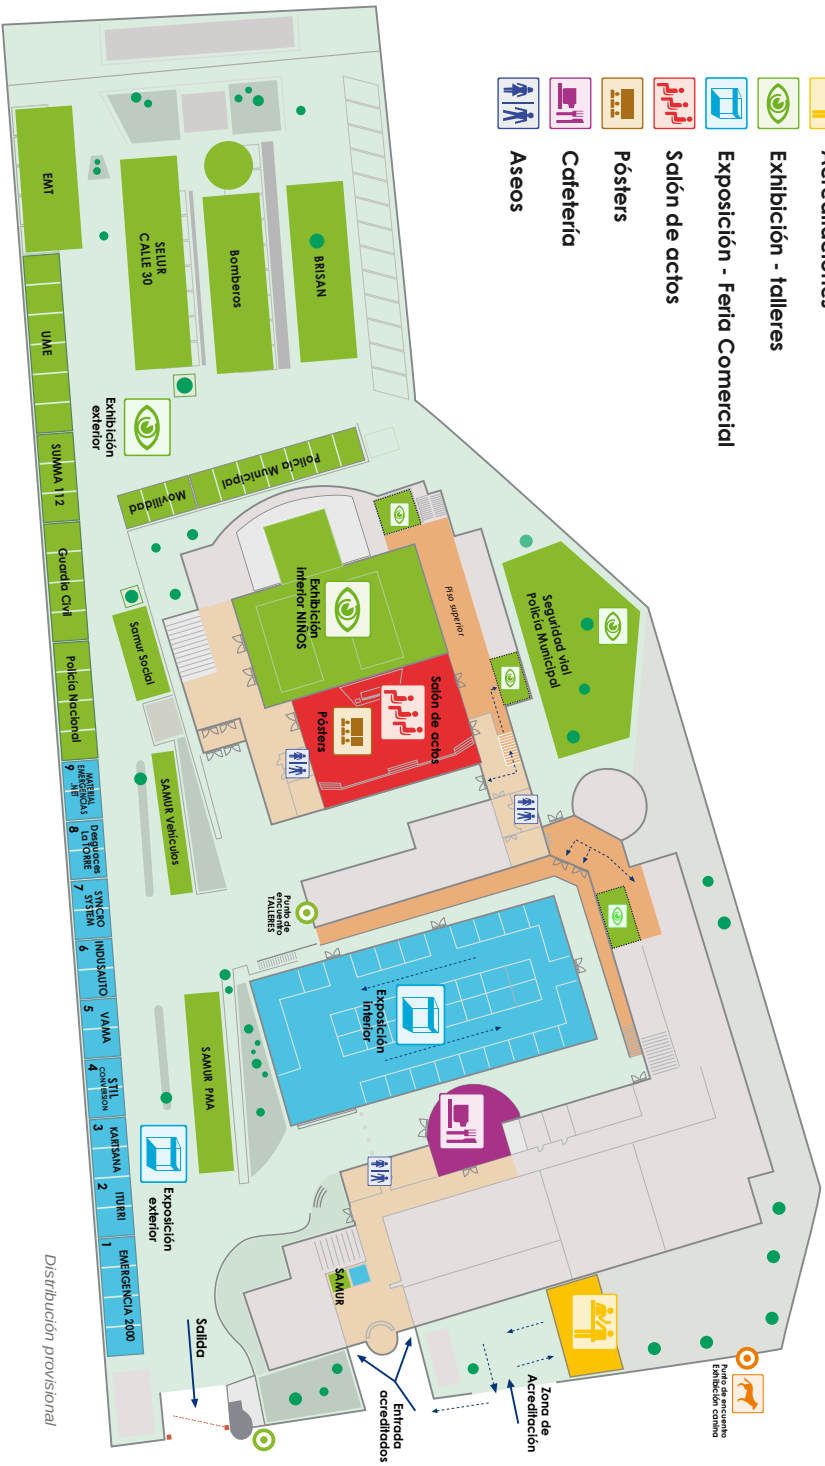 Exhibición - talleres
Exposición - Feria Comercial
Salón de actos
Pósters
Cafetería
Aseos
EMT
SELUR
CALLE 30
Bomberos
BRISAN
UME
Exhibición
exterior
SUMMA 112
Guardia Civil
Policía Nacional
Movilidad
Policía Municipal
Samur Social
Exhibición
interior NIÑOS
Piso superior
Seguridad vial
Policía Municipal
Salón de actos
Pósters
SAMUR Vehículos
Punto de
encuentro
TALLERES
Exposición
interior
SAMUR PMA
MATERIAL
EMERGENCIAS
.NET
9
Desguaces
La TORRE
8
SYNCRO
SYSTEM
7
INDUSAUTO
6
VAMA
5
STIL
CONVERSION
4
KARTSANA
3
ITURRI
2
EMERGENCIA 2000
1
Exposición
exterior
SAMUR
Salida
Entrada
acreditados
Zona de
Acreditación
Punto de encuentro
Exhibición canina
Distribución provisional